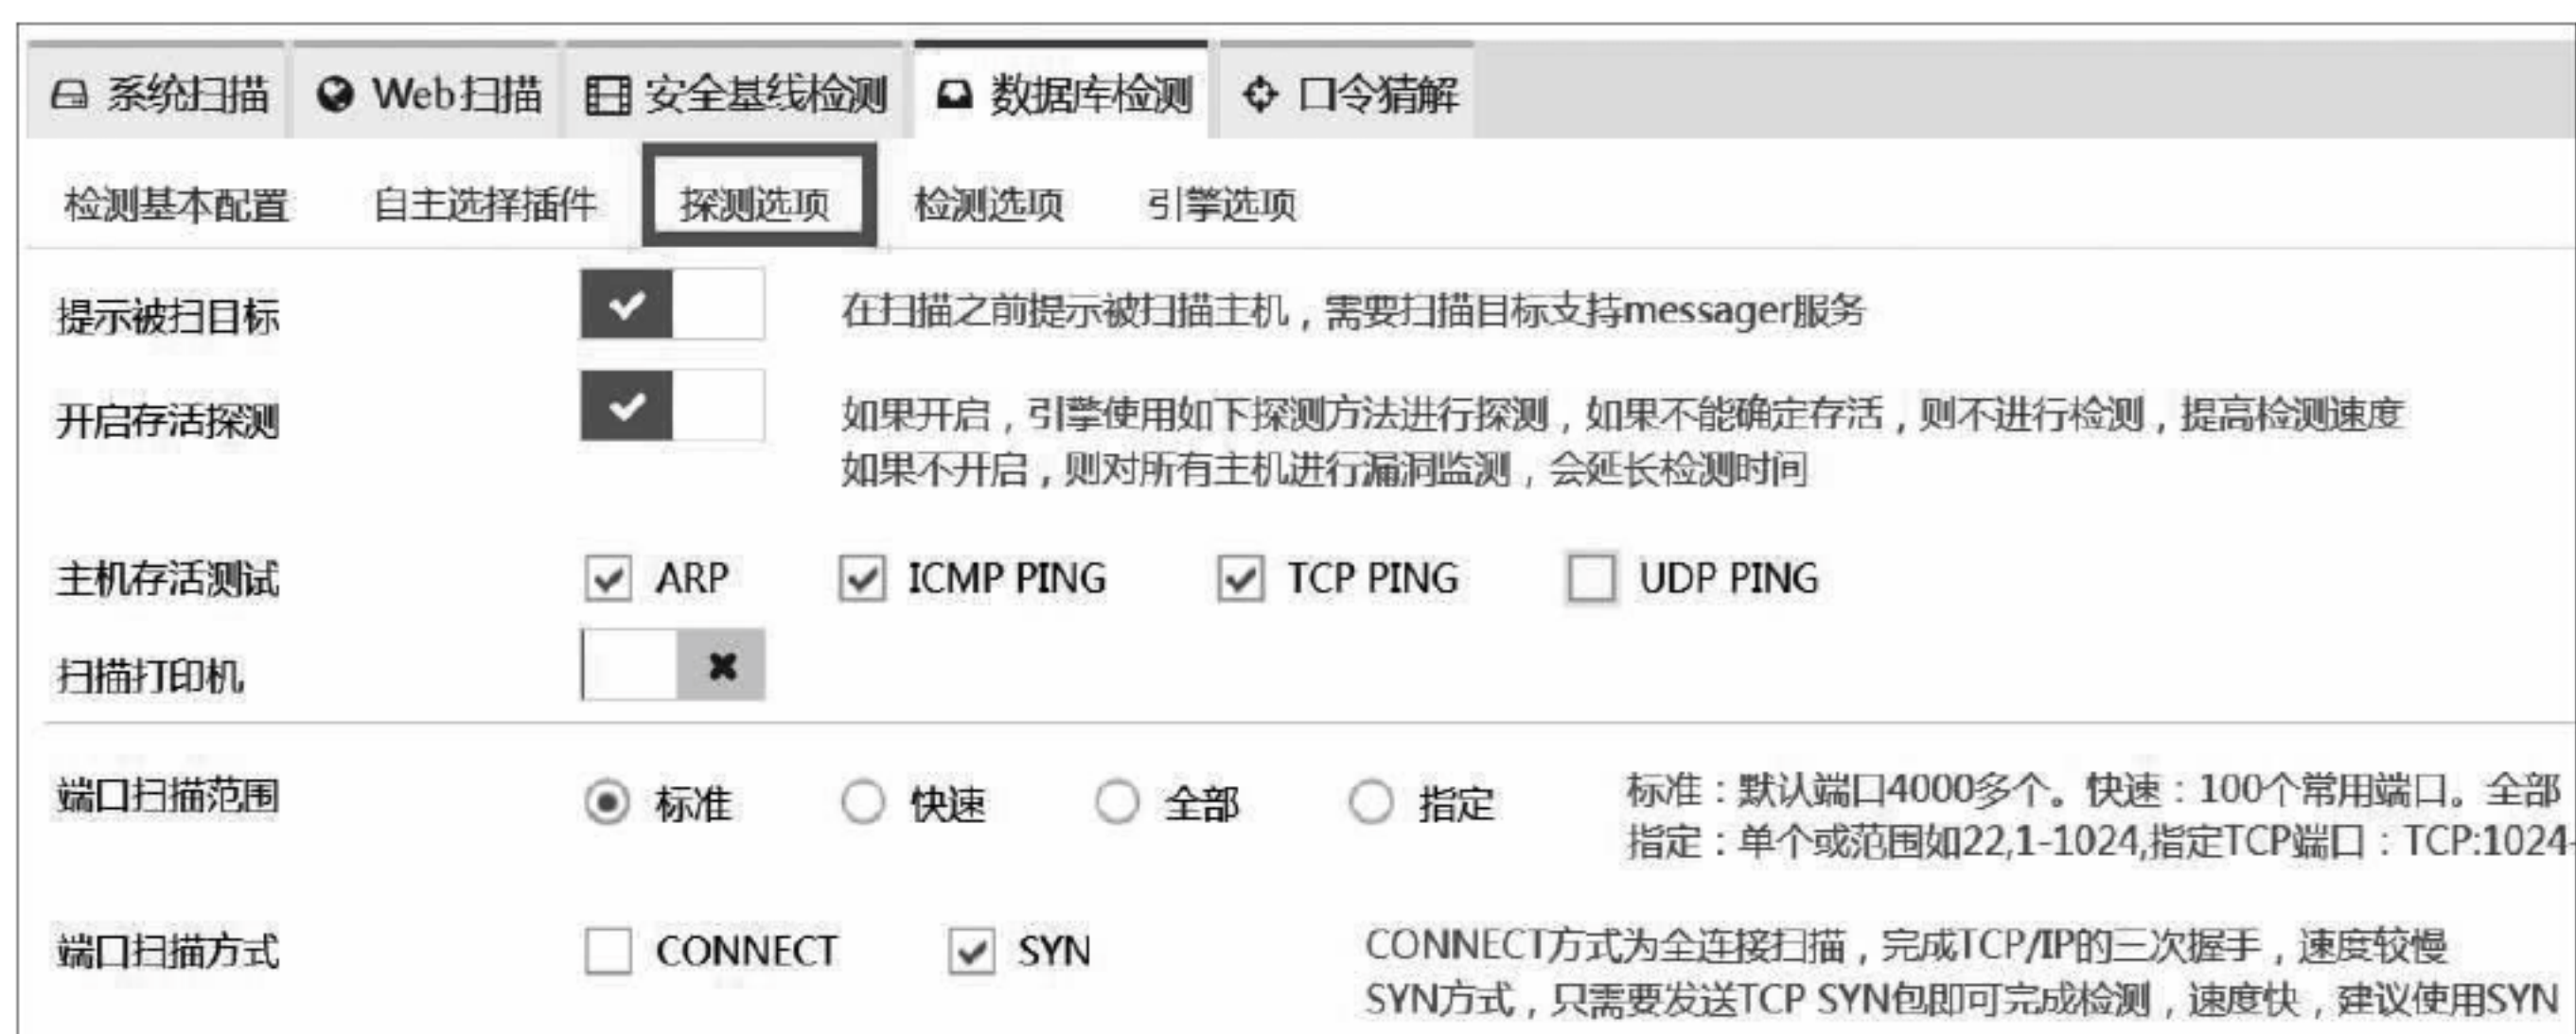 系统扫描 Web扫描 安全基线检测 数据库检测 口令猜解
检测基本配置 自主选择插件 探测选项 检测选项 引擎选项
提示被扫目标 在扫描之前提示被扫描主机，需要扫描目标支持messager服务
开启存活探测 如果开启，引擎使用如下探测方法进行探测，如果不能确定存活，则不进行检测，提高检测速度
如果不开启，则对所有主机进行漏洞监测，会延长检测时间
主机存活测试 ARP ICMP PING TCP PING UDP PING
扫描打印机
端口扫描范围 标准 快速 全部 指定 标准：默认端口4000多个。快速：100个常用端口。全部
指定：单个或范围如22,1-1024,指定TCP端口：TCP:1024-
端口扫描方式 CONNECT SYN CONNECT方式为全连接扫描，完成TCP/IP的三次握手，速度较慢
SYN方式，只需要发送TCP SYN包即可完成检测，速度快，建议使用SYN